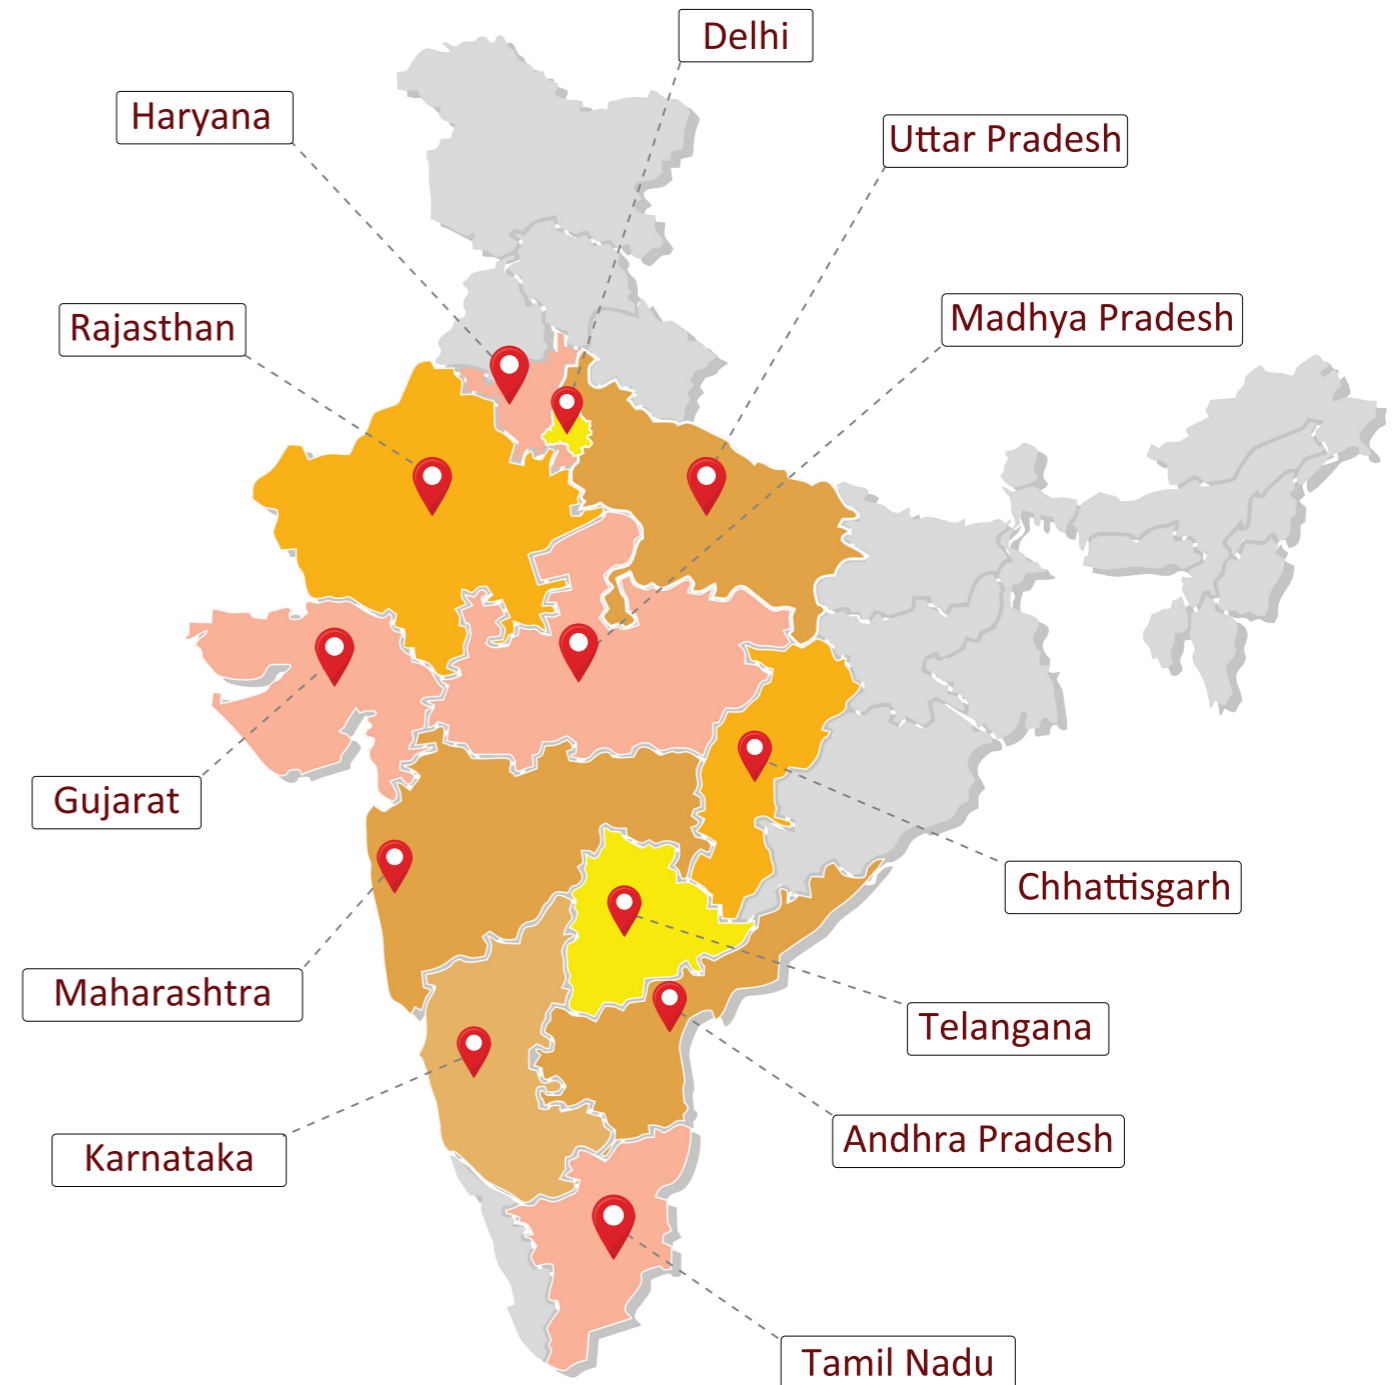 Delhi
Haryana
Uttar Pradesh
Madhya Pradesh
Rajasthan
Gujarat
Chhattisgarh
Maharashtra
Telangana
Andhra Pradesh
Karnataka
Tamil Nadu